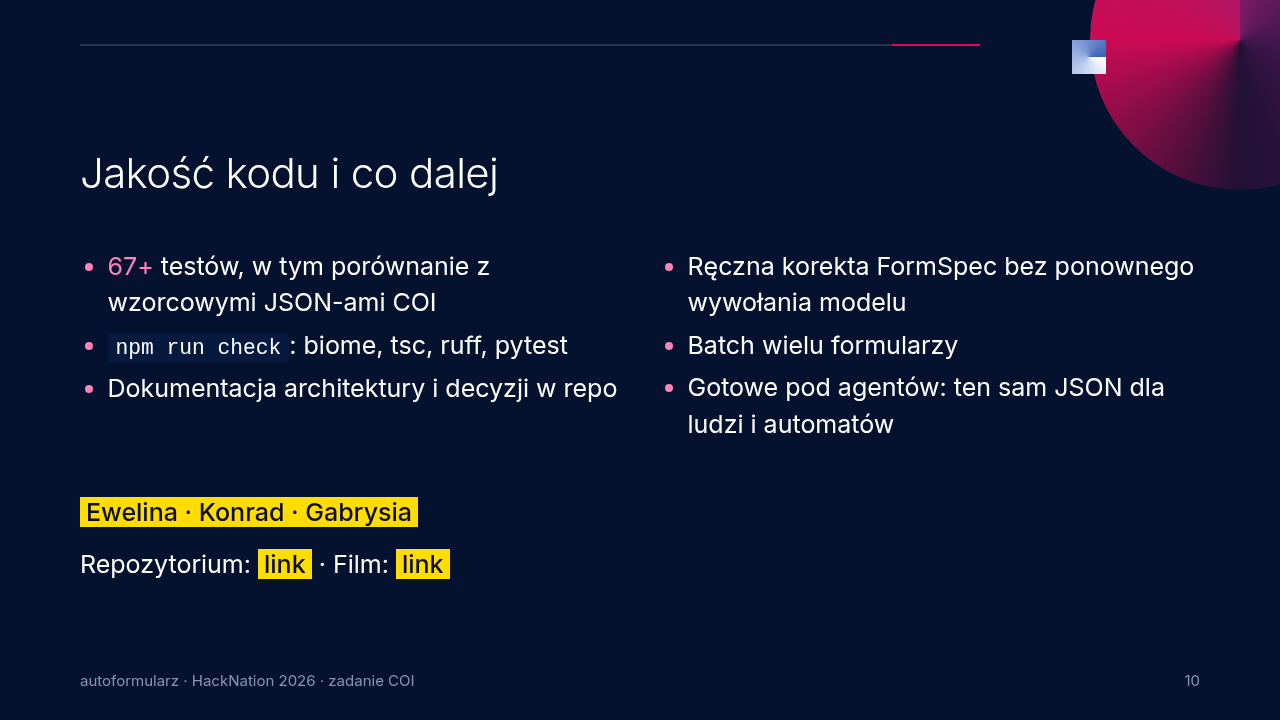 Jakość kodu i co dalej
67+ testów, w tym porównanie z
wzorcowymi JSON-ami COI
npm run check: biome, tsc, ruff, pytest
Dokumentacja architektury i decyzji w repo
Ręczna korekta FormSpec bez ponownego
wywołania modelu
Batch wielu formularzy
Gotowe pod agentów: ten sam JSON dla
ludzi i automatów
Ewelina · Konrad · Gabrysia
Repozytorium: link · Film: link
autoformularz · HackNation 2026 · zadanie COI
10